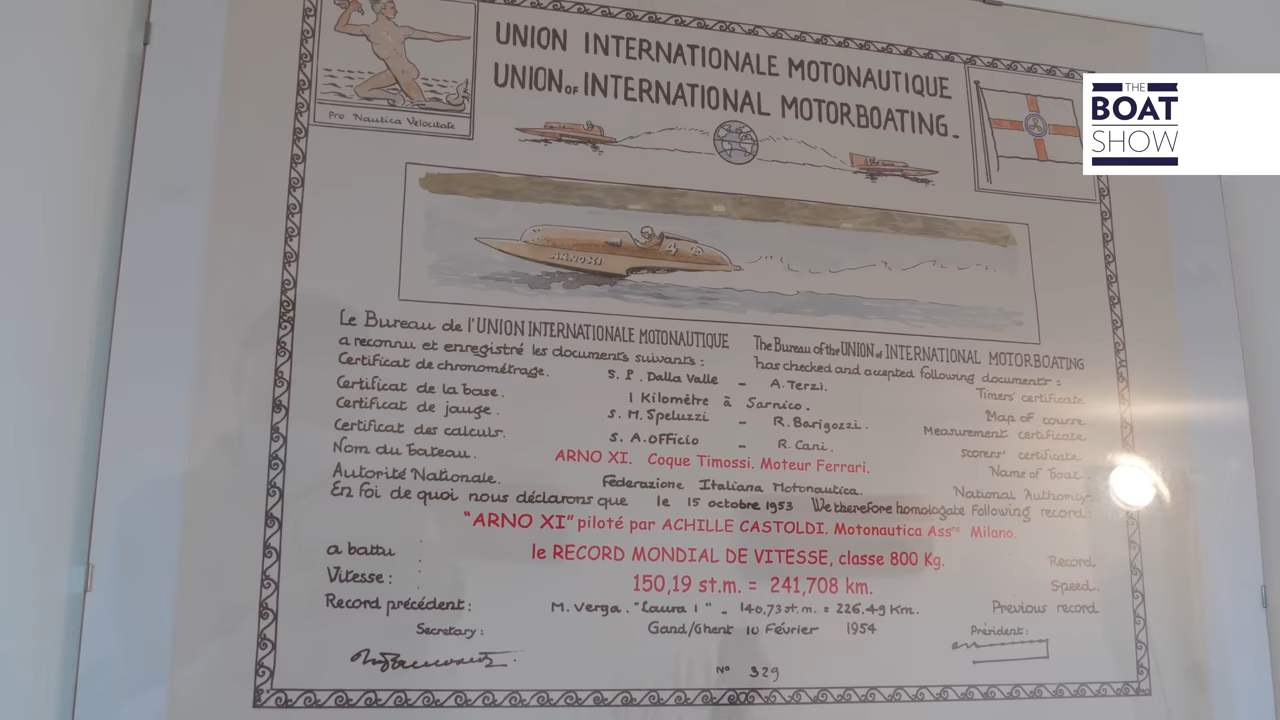 UNION INTERNATIONALE MOTONAUTIQUE
UNION OF INTERNATIONAL MOTORBOATING.
Pro Nautica Velocitate
THE
BOAT
SHOW
ARNO XI
4
Le Bureau de l'UNION INTERNATIONALE MOTONAUTIQUE
a reconnu et enregistré les documents suivants :
The Bureau of the UNION of INTERNATIONAL MOTORBOATING
has checked and accepted following documents :
Certificat de chronométrage. S. P. Dalla Valle - A. Terzi. Timers' certificate
Certificat de la base. 1 Kilomètre à Sarnico. Map of course
Certificat de jauge. S. M. Speluzzi - R. Barigozzi. Measurement certificate
Certificat des calculs. S. A. Officio - R. Cani. scorers' certificate
Nom du bateau. ARNO XI. Coque Timossi. Moteur Ferrari. Name of boat.
Autorité Nationale. Féderazione Italiana Motonautica. National Authority
En foi de quoi nous déclarons que le 15 octobre 1953 We therefore homologate following record:
"ARNO XI" piloté par ACHILLE CASTOLDI. Motonautica Assne Milano.
a battu : le RECORD MONDIAL DE VITESSE, classe 800 Kg. Record.
Vitesse : 150,19 st.m. = 241,708 km. Speed.
Record précédent : M. Verga. "Laura 1" - 140,73 st.m. = 226.49 Km. Previous record
Secretary: Gand/Ghent 10 Février 1954 Président:
N° 329